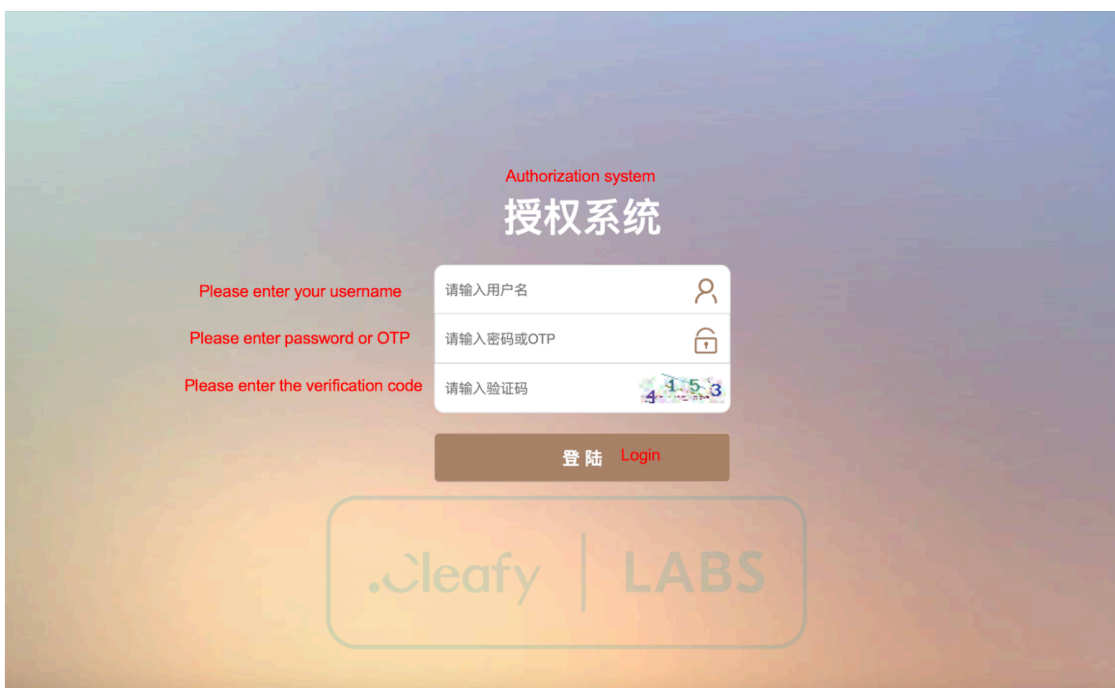 Authorization system
授权系统
Please enter your username
请输入用户名
Please enter password or OTP
请输入密码或OTP
Please enter the verification code
请输入验证码
4153
登陆 Login
.Cleafy | LABS